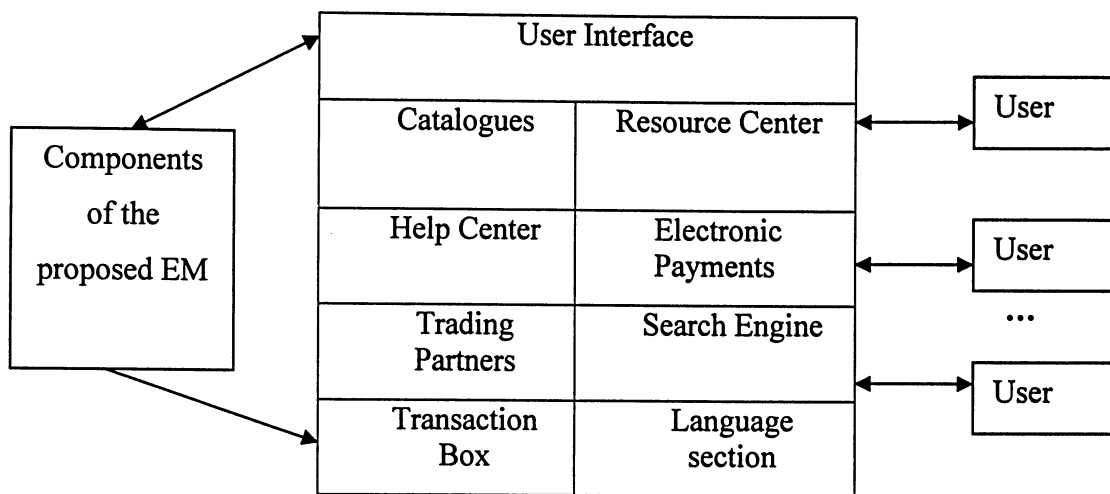 User Interface
Components
of the
proposed EM
Catalogues
Resource Center
Help Center
Electronic
Payments
Trading
Partners
Search Engine
Transaction
Box
Language
section
User
User
...
User